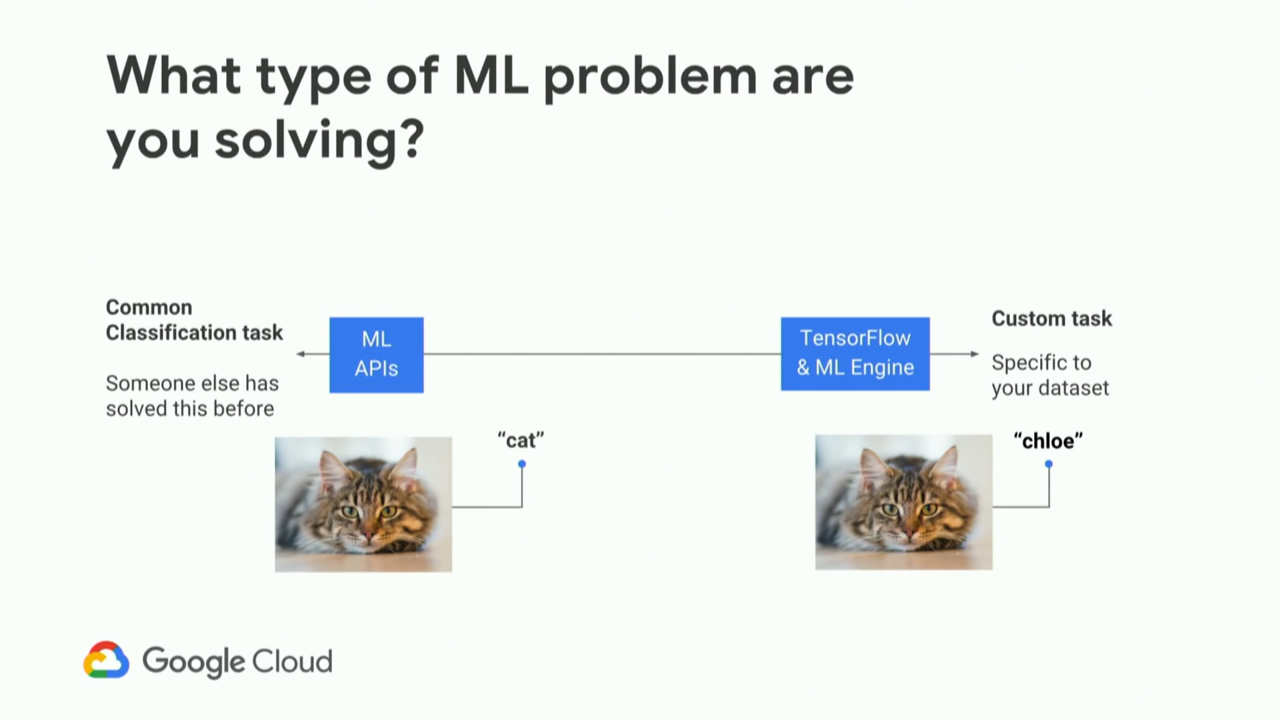 What type of ML problem are
you solving?
Common
Classification task
Someone else has
solved this before
ML
APIs
TensorFlow
& ML Engine
Custom task
Specific to
your dataset
“cat”
“chloe”
Google Cloud